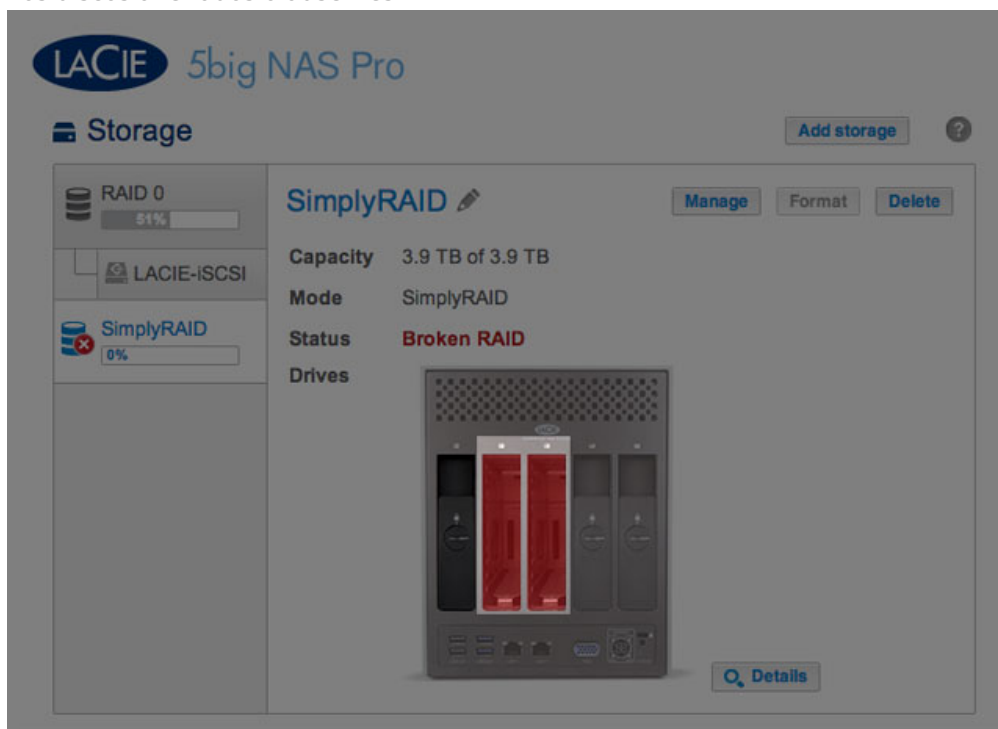 LACIE 5big NAS Pro
Storage
Add storage
?
RAID 0
51%
LACIE-iSCSI
SimplyRAID
0%
SimplyRAID
Manage
Format
Delete
Capacity 3.9 TB of 3.9 TB
Mode SimplyRAID
Status Broken RAID
Drives
LACIE
Details